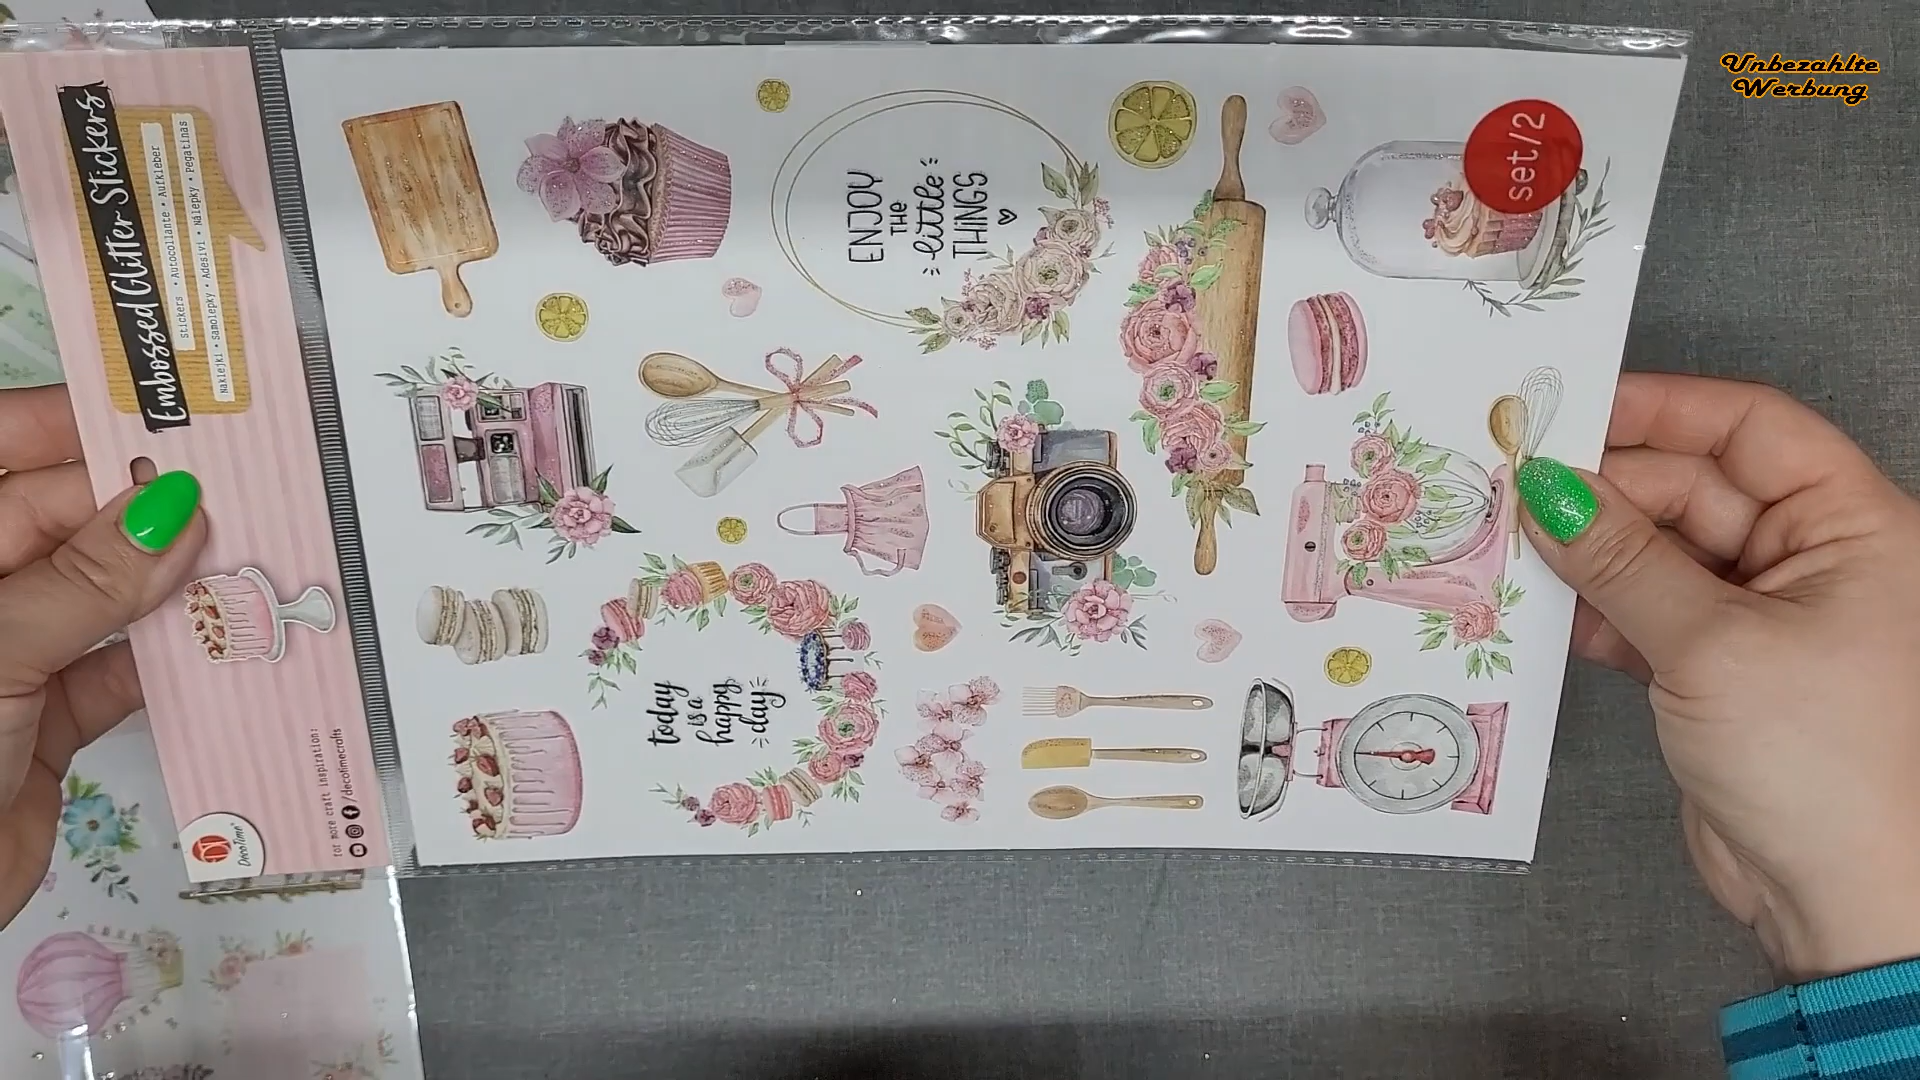 Unbezahlte
Werbung
Embossed Glitter Stickers
Stickers • Autocollante • Aufkleber
Naklejki • Samolepky • Adesivi • Nálepky • Pegatinas
for more craft inspiration:
/decotimecrafts
DecoTime
set/2
ENJOY
THE
little
THINGS
today
is a
happy
day